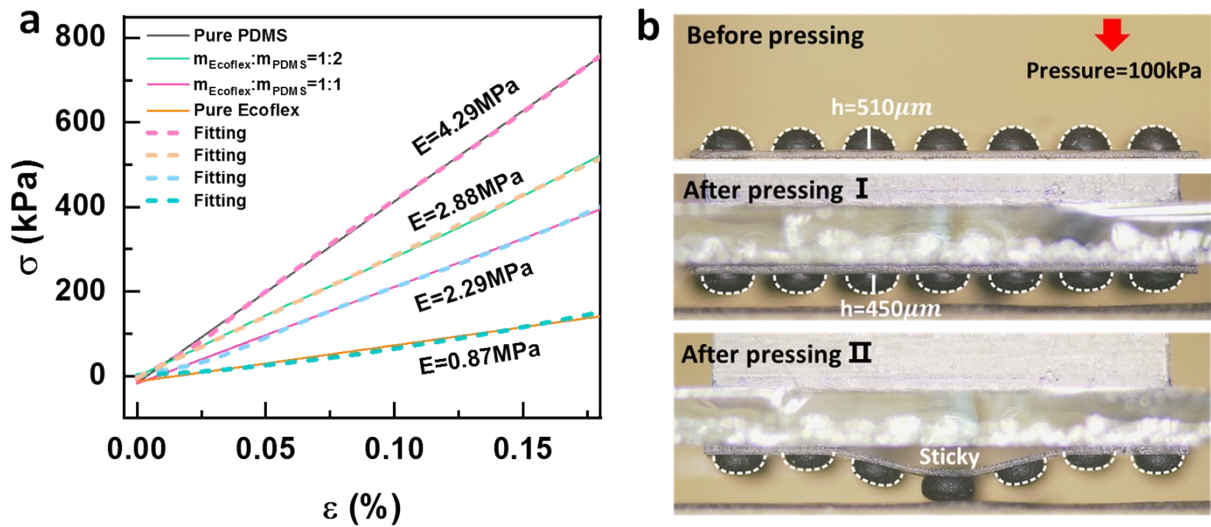 a
800
600
400
200
0
σ (kPa)
0.00
0.05
0.10
0.15
ε (%)
Pure PDMS
mEcoflex:mPDMS=1:2
mEcoflex:mPDMS=1:1
Pure Ecoflex
Fitting
Fitting
Fitting
Fitting
E=4.29MPa
E=2.88MPa
E=2.29MPa
E=0.87MPa
b
Before pressing
Pressure=100kPa
h=510μm
After pressing Ⅰ
h=450μm
After pressing Ⅱ
Sticky